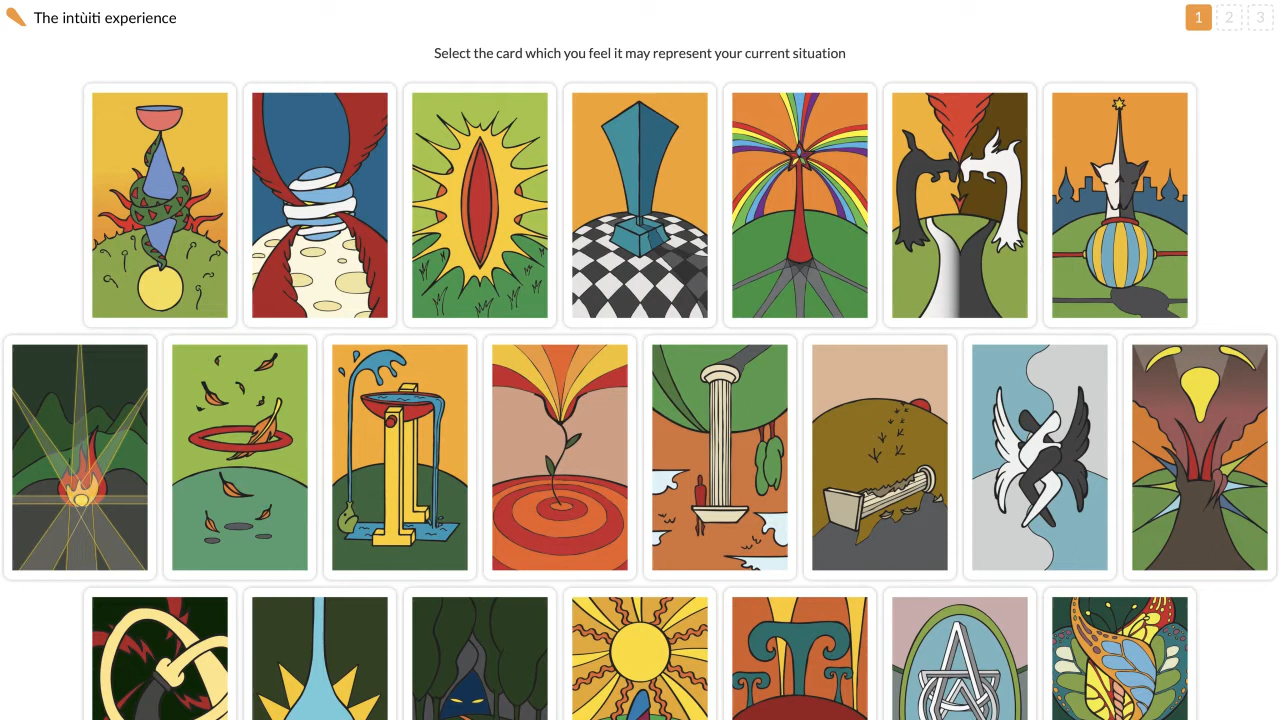 The intùiti experience
1 2 3
Select the card which you feel it may represent your current situation